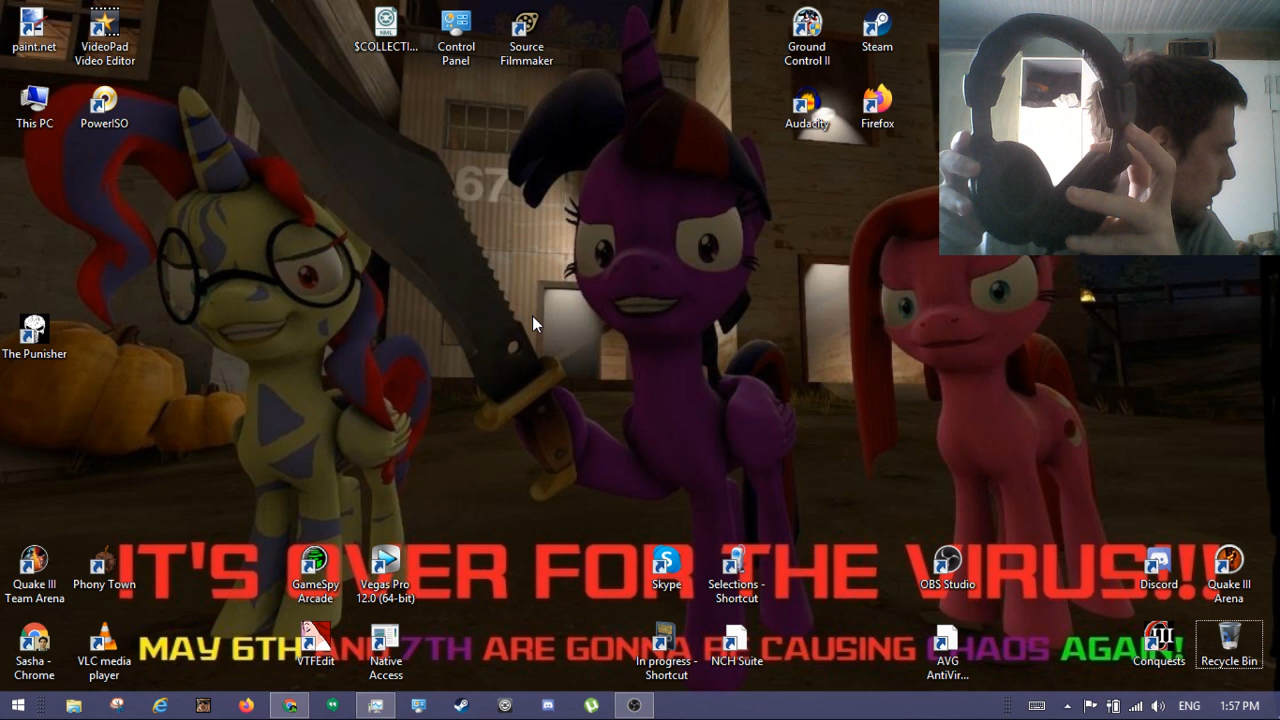 paint.net
VideoPad Video Editor
$COLLECTI...
Control Panel
Source Filmmaker
Ground Control II
Steam
This PC
PowerISO
Audacity
Firefox
67
The Punisher
IT'S OVER FOR THE VIRUS!!!
Quake III Team Arena
Phony Town
GameSpy Arcade
Vegas Pro 12.0 (64-bit)
Skype
Selections - Shortcut
OBS Studio
Discord
Quake III Arena
MAY 6TH AND 7TH ARE GONNA BE CAUSING CHAOS AGAIN!
Sasha - Chrome
VLC media player
VTFEdit
Native Access
In progress - Shortcut
NCH Suite
AVG AntiVir...
Conquests
Recycle Bin
ENG
1:57 PM